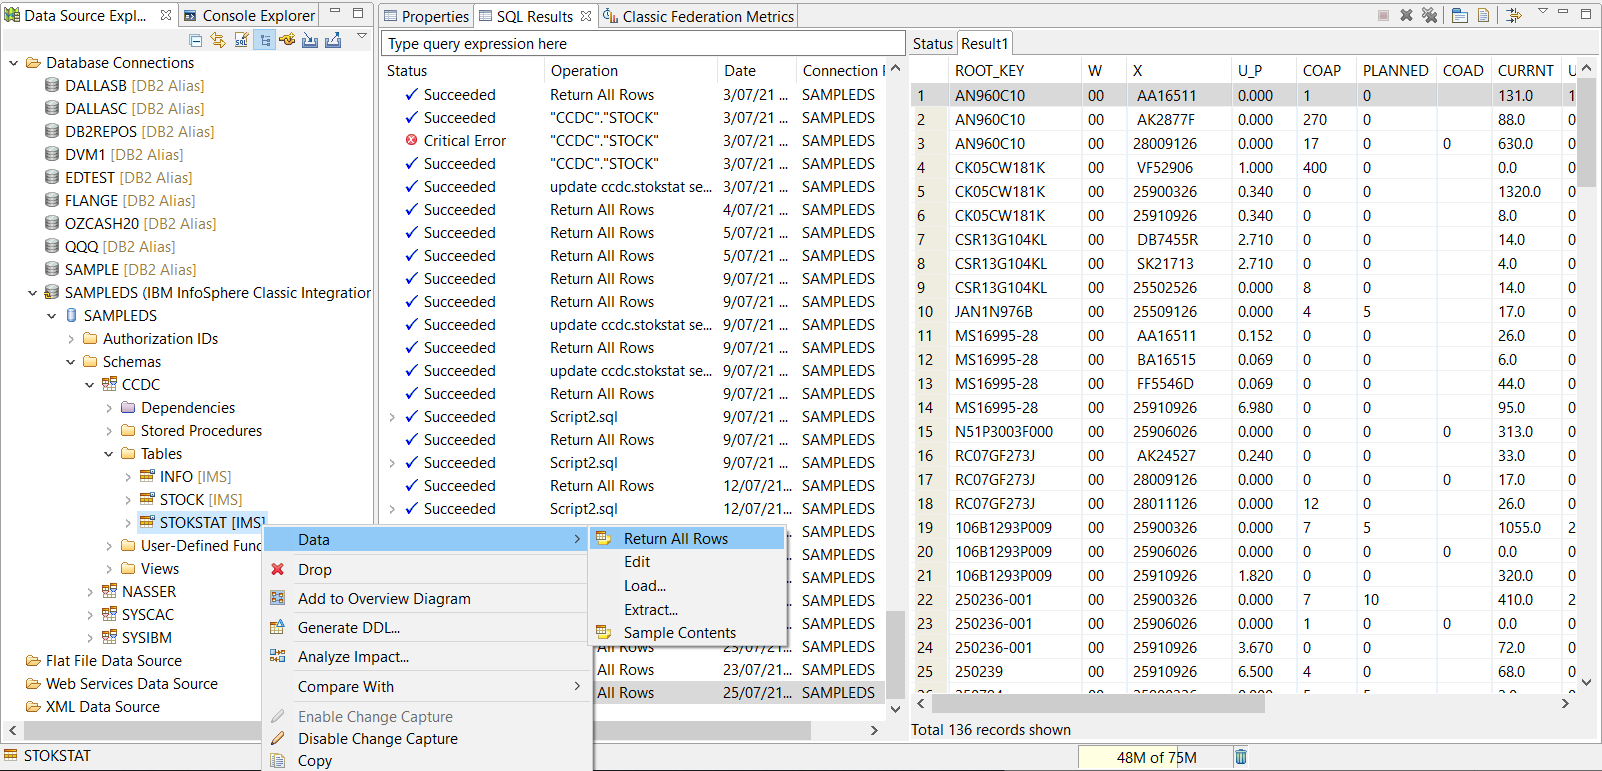 Data Source Expl...
Console Explorer
Database Connections
DALLASB [DB2 Alias]
DALLASC [DB2 Alias]
DB2REPOS [DB2 Alias]
DVM1 [DB2 Alias]
EDTEST [DB2 Alias]
FLANGE [DB2 Alias]
OZCASH20 [DB2 Alias]
QQQ [DB2 Alias]
SAMPLE [DB2 Alias]
SAMPLEDS (IBM InfoSphere Classic Integration
SAMPLEDS
Authorization IDs
Schemas
CCDC
Dependencies
Stored Procedures
Tables
INFO [IMS]
STOCK [IMS]
STOKSTAT [IMS]
User-Defined Func
Views
NASSER
SYSCAC
SYSIBM
Flat File Data Source
Web Services Data Source
XML Data Source
STOKSTAT
Data
Drop
Add to Overview Diagram
Generate DDL...
Analyze Impact...
Compare With
Enable Change Capture
Disable Change Capture
Copy
Return All Rows
Edit
Load...
Extract...
Sample Contents
Properties
SQL Results
Classic Federation Metrics
Type query expression here
Status Operation Date Connection
Succeeded Return All Rows 3/07/21 ... SAMPLEDS
Succeeded "CCDC"."STOCK" 3/07/21 ... SAMPLEDS
Critical Error "CCDC"."STOCK" 3/07/21 ... SAMPLEDS
Succeeded "CCDC"."STOCK" 3/07/21 ... SAMPLEDS
Succeeded update ccdc.stokstat se... 3/07/21 ... SAMPLEDS
Succeeded Return All Rows 4/07/21 ... SAMPLEDS
Succeeded Return All Rows 5/07/21 ... SAMPLEDS
Succeeded Return All Rows 5/07/21 ... SAMPLEDS
Succeeded Return All Rows 9/07/21 ... SAMPLEDS
Succeeded Return All Rows 9/07/21 ... SAMPLEDS
Succeeded update ccdc.stokstat se... 9/07/21 ... SAMPLEDS
Succeeded Return All Rows 9/07/21 ... SAMPLEDS
Succeeded update ccdc.stokstat se... 9/07/21 ... SAMPLEDS
Succeeded Return All Rows 9/07/21 ... SAMPLEDS
Succeeded Script2.sql 9/07/21 ... SAMPLEDS
Succeeded Return All Rows 9/07/21 ... SAMPLEDS
Succeeded Script2.sql 9/07/21 ... SAMPLEDS
Succeeded Return All Rows 12/07/21... SAMPLEDS
Succeeded Script2.sql 12/07/21... SAMPLEDS
SAMPLEDS
SAMPLEDS
SAMPLEDS
SAMPLEDS
SAMPLEDS
All Rows 23/07/21... SAMPLEDS
All Rows 23/07/21... SAMPLEDS
All Rows 25/07/21... SAMPLEDS
Status Result1
ROOT_KEY W X U_P COAP PLANNED COAD CURRNT U
1 AN960C10 00 AA16511 0.000 1 0 131.0 1
2 AN960C10 00 AK2877F 0.000 270 0 88.0 0
3 AN960C10 00 28009126 0.000 17 0 0 630.0 0
4 CK05CW181K 00 VF52906 1.000 400 0 0.0 0
5 CK05CW181K 00 25900326 0.340 0 0 1320.0 0
6 CK05CW181K 00 25910926 0.340 0 0 8.0 0
7 CSR13G104KL 00 DB7455R 2.710 0 0 14.0 0
8 CSR13G104KL 00 SK21713 2.710 0 0 4.0 0
9 CSR13G104KL 00 25502526 0.000 8 0 14.0 0
10 JAN1N976B 00 25509126 0.000 4 5 17.0 0
11 MS16995-28 00 AA16511 0.152 0 0 26.0 0
12 MS16995-28 00 BA16515 0.069 0 0 6.0 0
13 MS16995-28 00 FF5546D 0.069 0 0 44.0 0
14 MS16995-28 00 25910926 6.980 0 0 95.0 0
15 N51P3003F000 00 25906026 0.000 0 0 0 313.0 0
16 RC07GF273J 00 AK24527 0.240 0 0 33.0 0
17 RC07GF273J 00 28009126 0.000 0 0 0 17.0 0
18 RC07GF273J 00 28011126 0.000 12 0 26.0 0
19 106B1293P009 00 25900326 0.000 7 5 1055.0 2
20 106B1293P009 00 25906026 0.000 0 0 0 0.0 0
21 106B1293P009 00 25910926 1.820 0 0 320.0 0
22 250236-001 00 25900326 0.000 7 10 410.0 2
23 250236-001 00 25906026 0.000 1 0 0 0.0 0
24 250236-001 00 25910926 3.670 0 0 72.0 0
25 250239 00 25910926 6.500 4 0 68.0 0
Total 136 records shown
48M of 75M